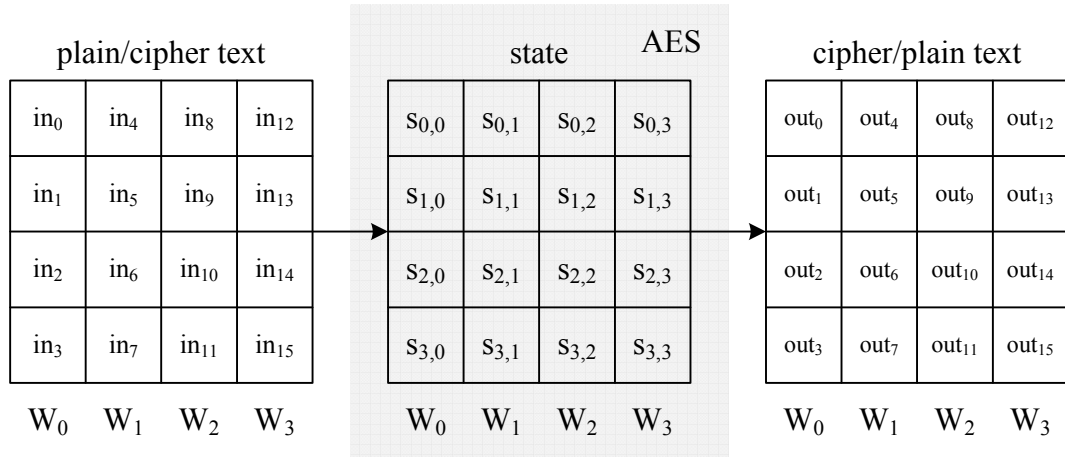 AES
plain/cipher text state cipher/plain text
in₀ in₄ in₈ in₁₂ s₀,₀ s₀,₁ s₀,₂ s₀,₃ out₀ out₄ out₈ out₁₂
in₁ in₅ in₉ in₁₃ s₁,₀ s₁,₁ s₁,₂ s₁,₃ out₁ out₅ out₉ out₁₃
in₂ in₆ in₁₀ in₁₄ s₂,₀ s₂,₁ s₂,₂ s₂,₃ out₂ out₆ out₁₀ out₁₄
in₃ in₇ in₁₁ in₁₅ s₃,₀ s₃,₁ s₃,₂ s₃,₃ out₃ out₇ out₁₁ out₁₅
W₀ W₁ W₂ W₃ W₀ W₁ W₂ W₃ W₀ W₁ W₂ W₃